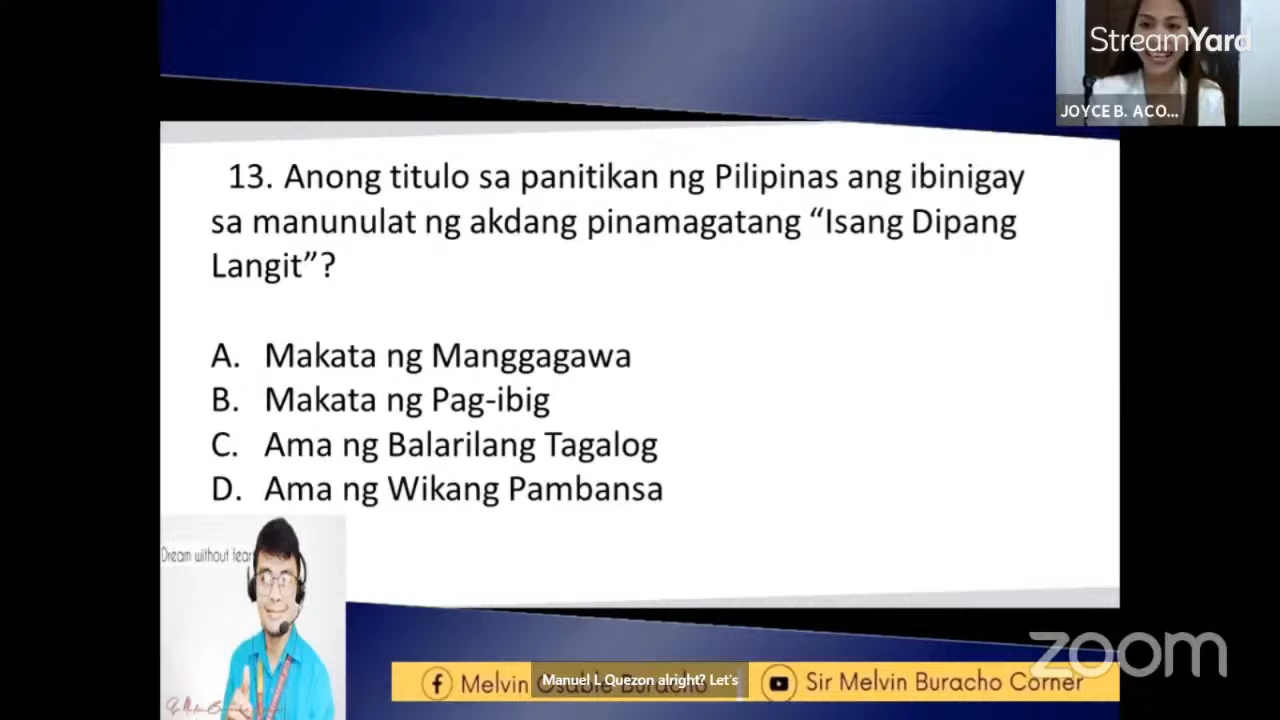 StreamYard
JOYCE B. ACO...
13. Anong titulo sa panitikan ng Pilipinas ang ibinigay
sa manunulat ng akdang pinamagatang “Isang Dipang
Langit”?
A. Makata ng Manggagawa
B. Makata ng Pag-ibig
C. Ama ng Balarilang Tagalog
D. Ama ng Wikang Pambansa
Dream without fear
zoom
Melvin Osable Buracho
Manuel L Quezon alright? Let's
Sir Melvin Buracho Corner